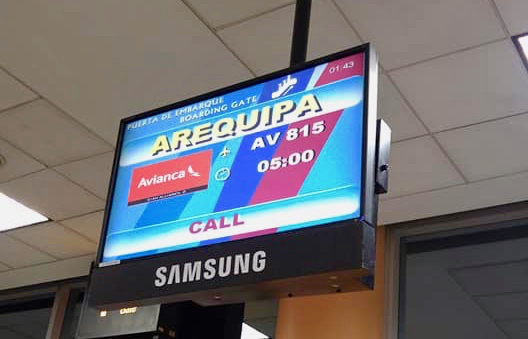 01:43
PUERTA DE EMBARQUE
BOARDING GATE
AREQUIPA
AV 815
Avianca
05:00
CALL
SAMSUNG